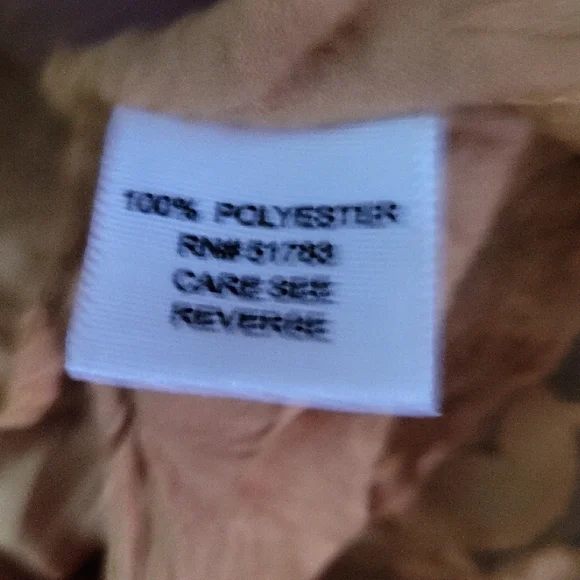 100% POLYESTER
RN# 51783
CARE SEE
REVERSE